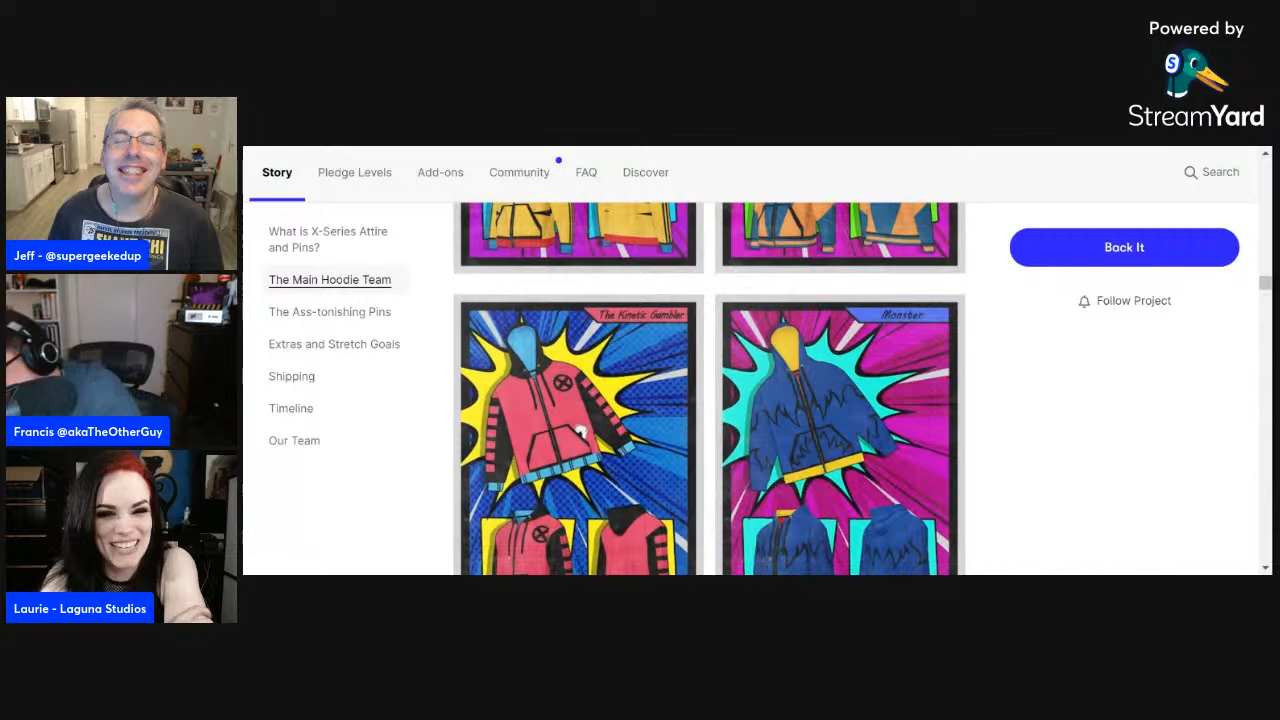 Powered by
S
StreamYard
Jeff - @supergeekedup
Francis @akaTheOtherGuy
Laurie - Laguna Studios
Story
Pledge Levels
Add-ons
Community
FAQ
Discover
Search
What is X-Series Attire
and Pins?
The Main Hoodie Team
The Ass-tonishing Pins
Extras and Stretch Goals
Shipping
Timeline
Our Team
The Kinetic Gambler
Monster
Back It
Follow Project